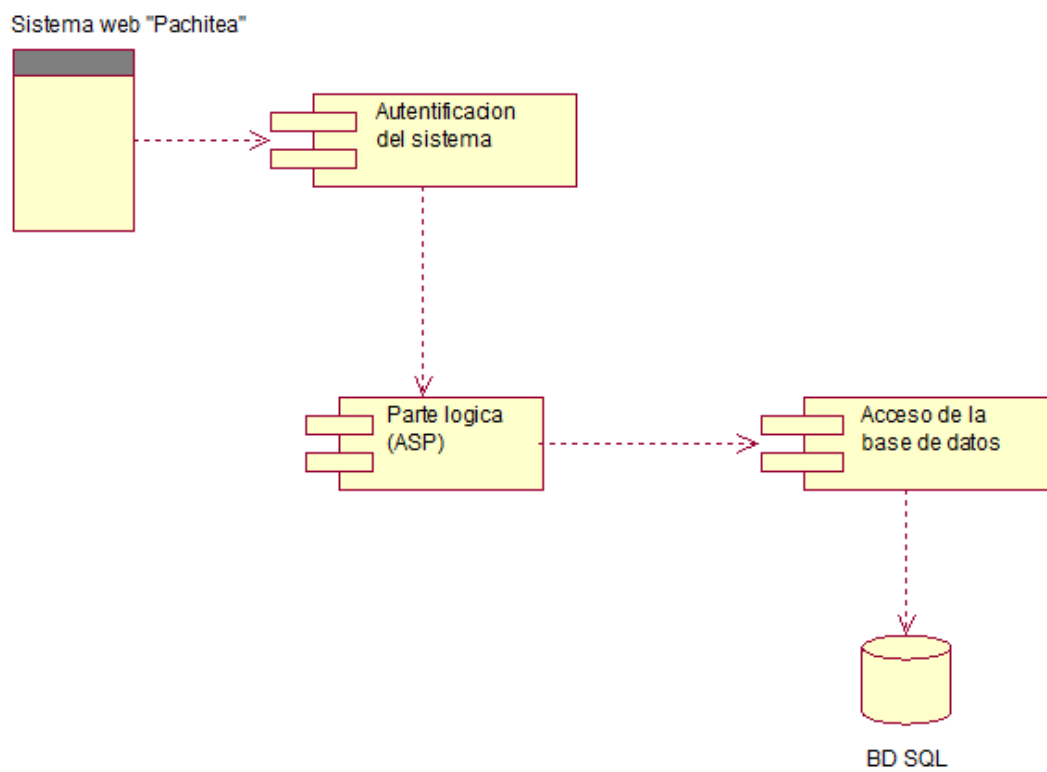 Sistema web "Pachitea"
Autentificacion
del sistema
Parte logica
(ASP)
Acceso de la
base de datos
BD SQL